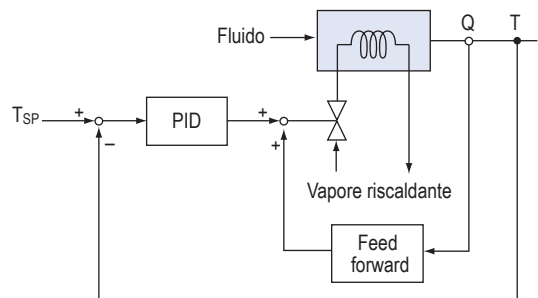 Fluido
Q
T
TSP
+
−
PID
+
+
Vapore riscaldante
Feed
forward